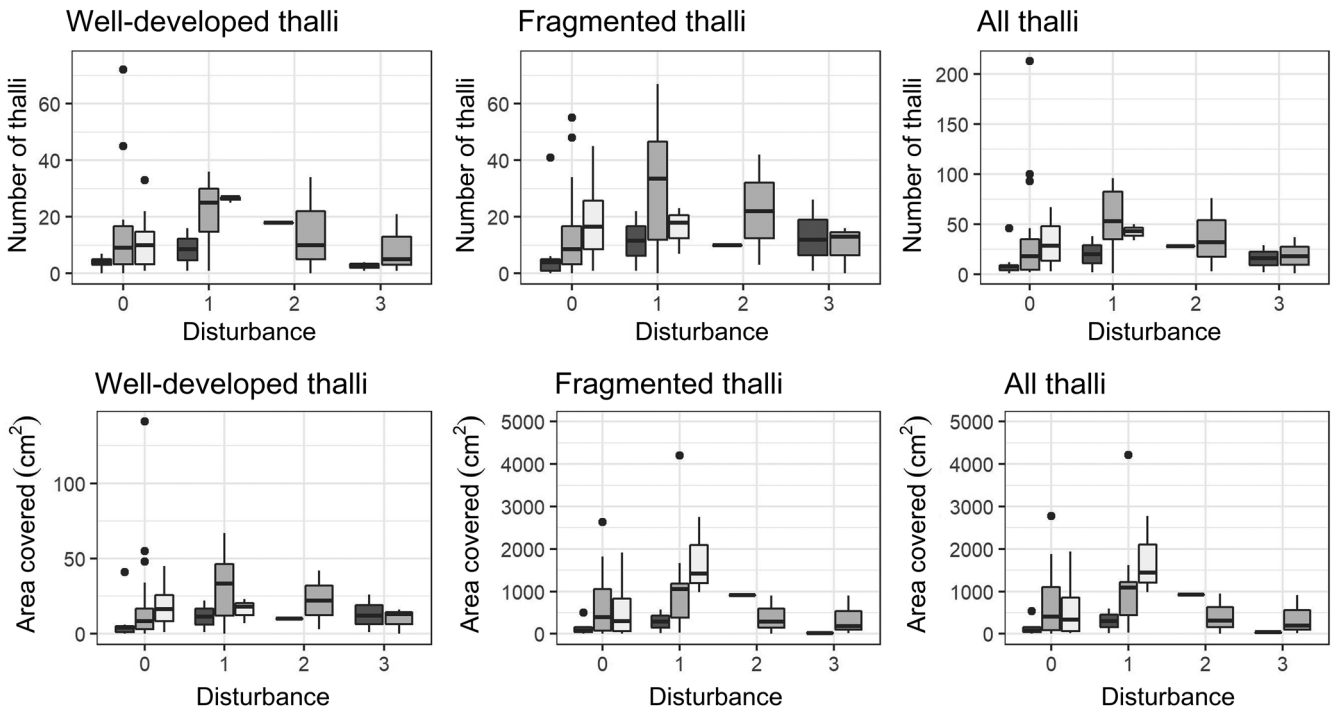 Well-developed thalli
Number of thalli
60
40
20
0
0 1 2 3
Disturbance
Fragmented thalli
Number of thalli
60
40
20
0
0 1 2 3
Disturbance
All thalli
Number of thalli
200
150
100
50
0
0 1 2 3
Disturbance
Well-developed thalli
Area covered (cm²)
100
50
0
0 1 2 3
Disturbance
Fragmented thalli
Area covered (cm²)
5000
4000
3000
2000
1000
0
0 1 2 3
Disturbance
All thalli
Area covered (cm²)
5000
4000
3000
2000
1000
0
0 1 2 3
Disturbance